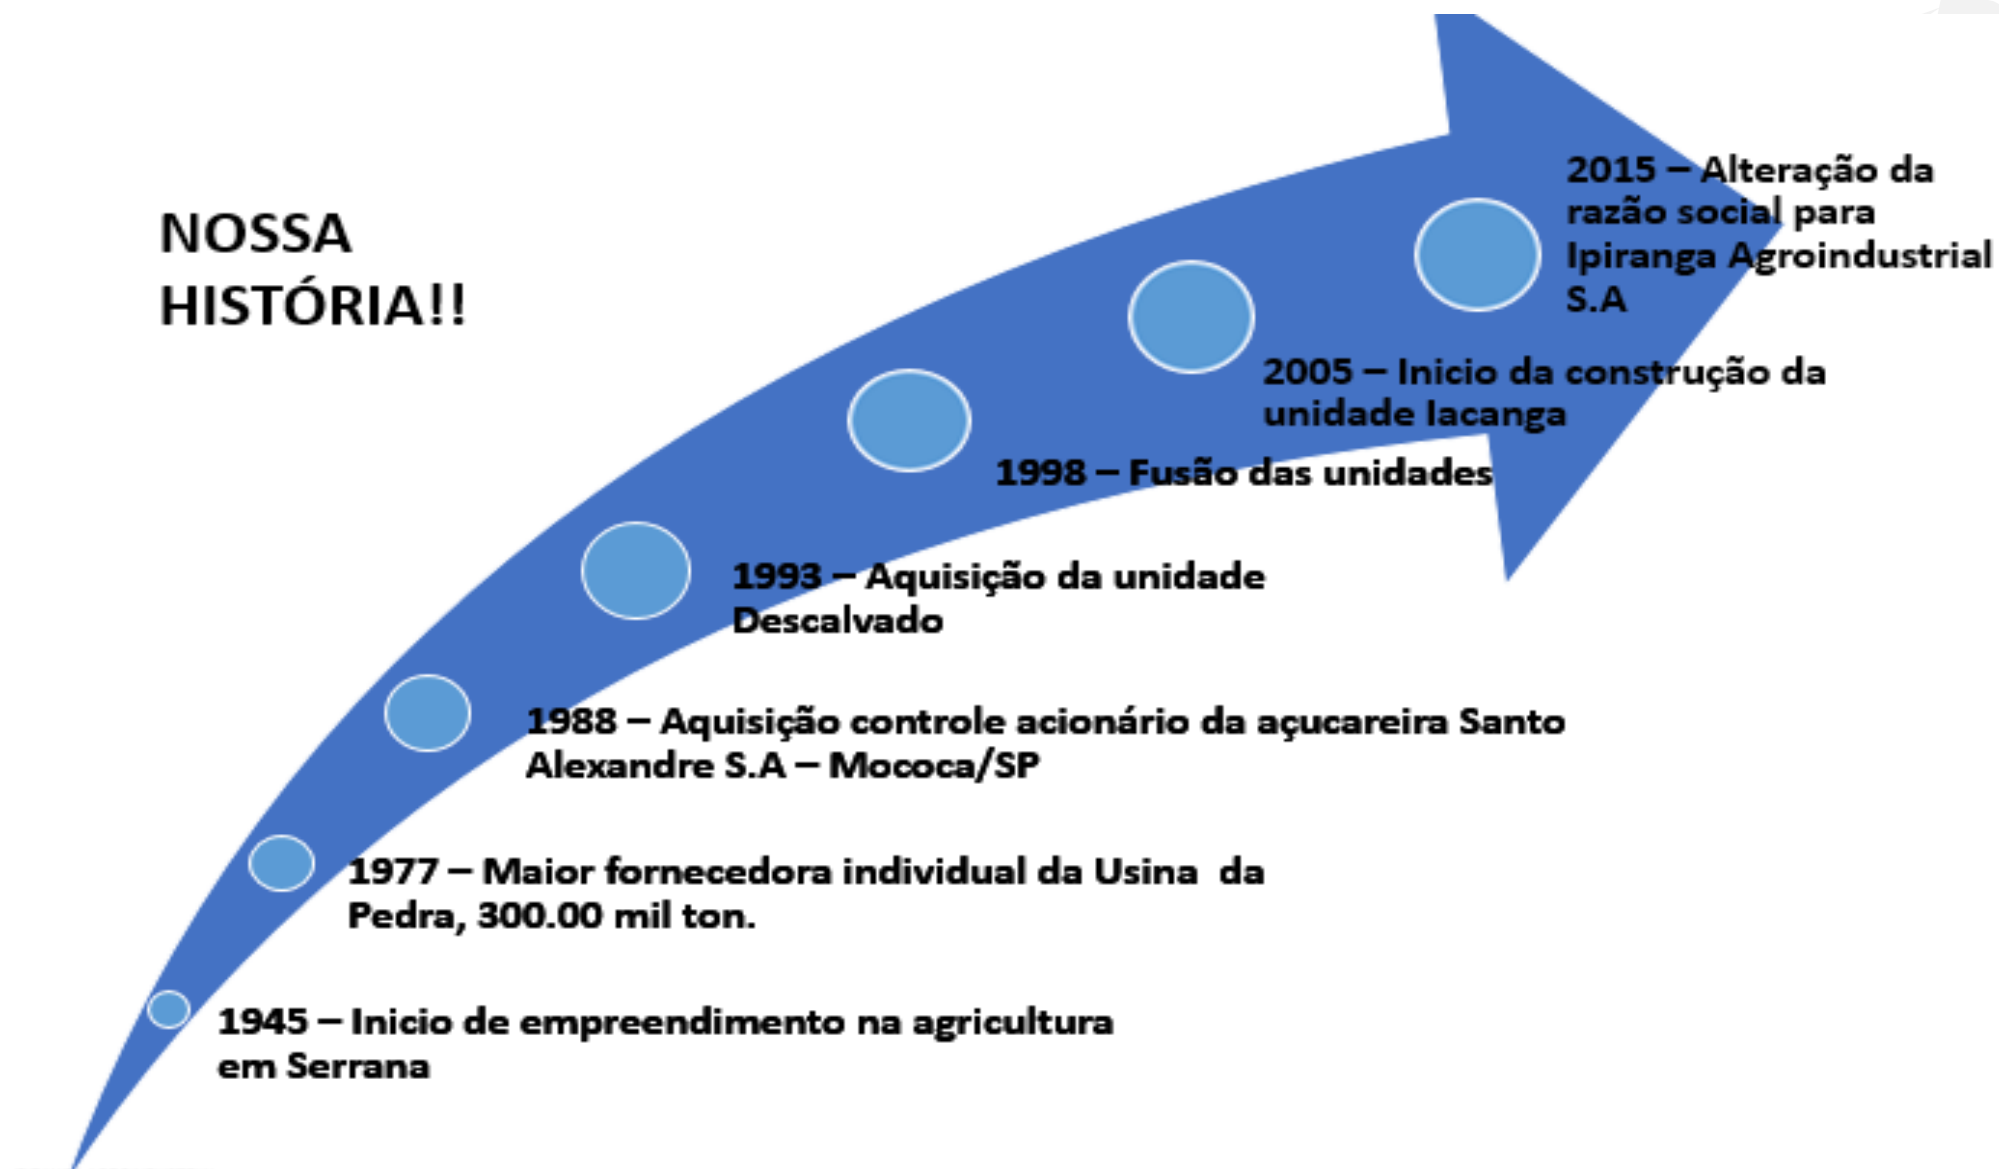 NOSSA
HISTÓRIA!!
2015 – Alteração da
razão social para
Ipiranga Agroindustrial
S.A
2005 – Inicio da construção da
unidade Iacanga
1998 – Fusão das unidades
1993 – Aquisição da unidade
Descalvado
1988 – Aquisição controle acionário da açucareira Santo
Alexandre S.A – Mococa/SP
1977 – Maior fornecedora individual da Usina  da
Pedra, 300.00 mil ton.
1945 – Inicio de empreendimento na agricultura
em Serrana